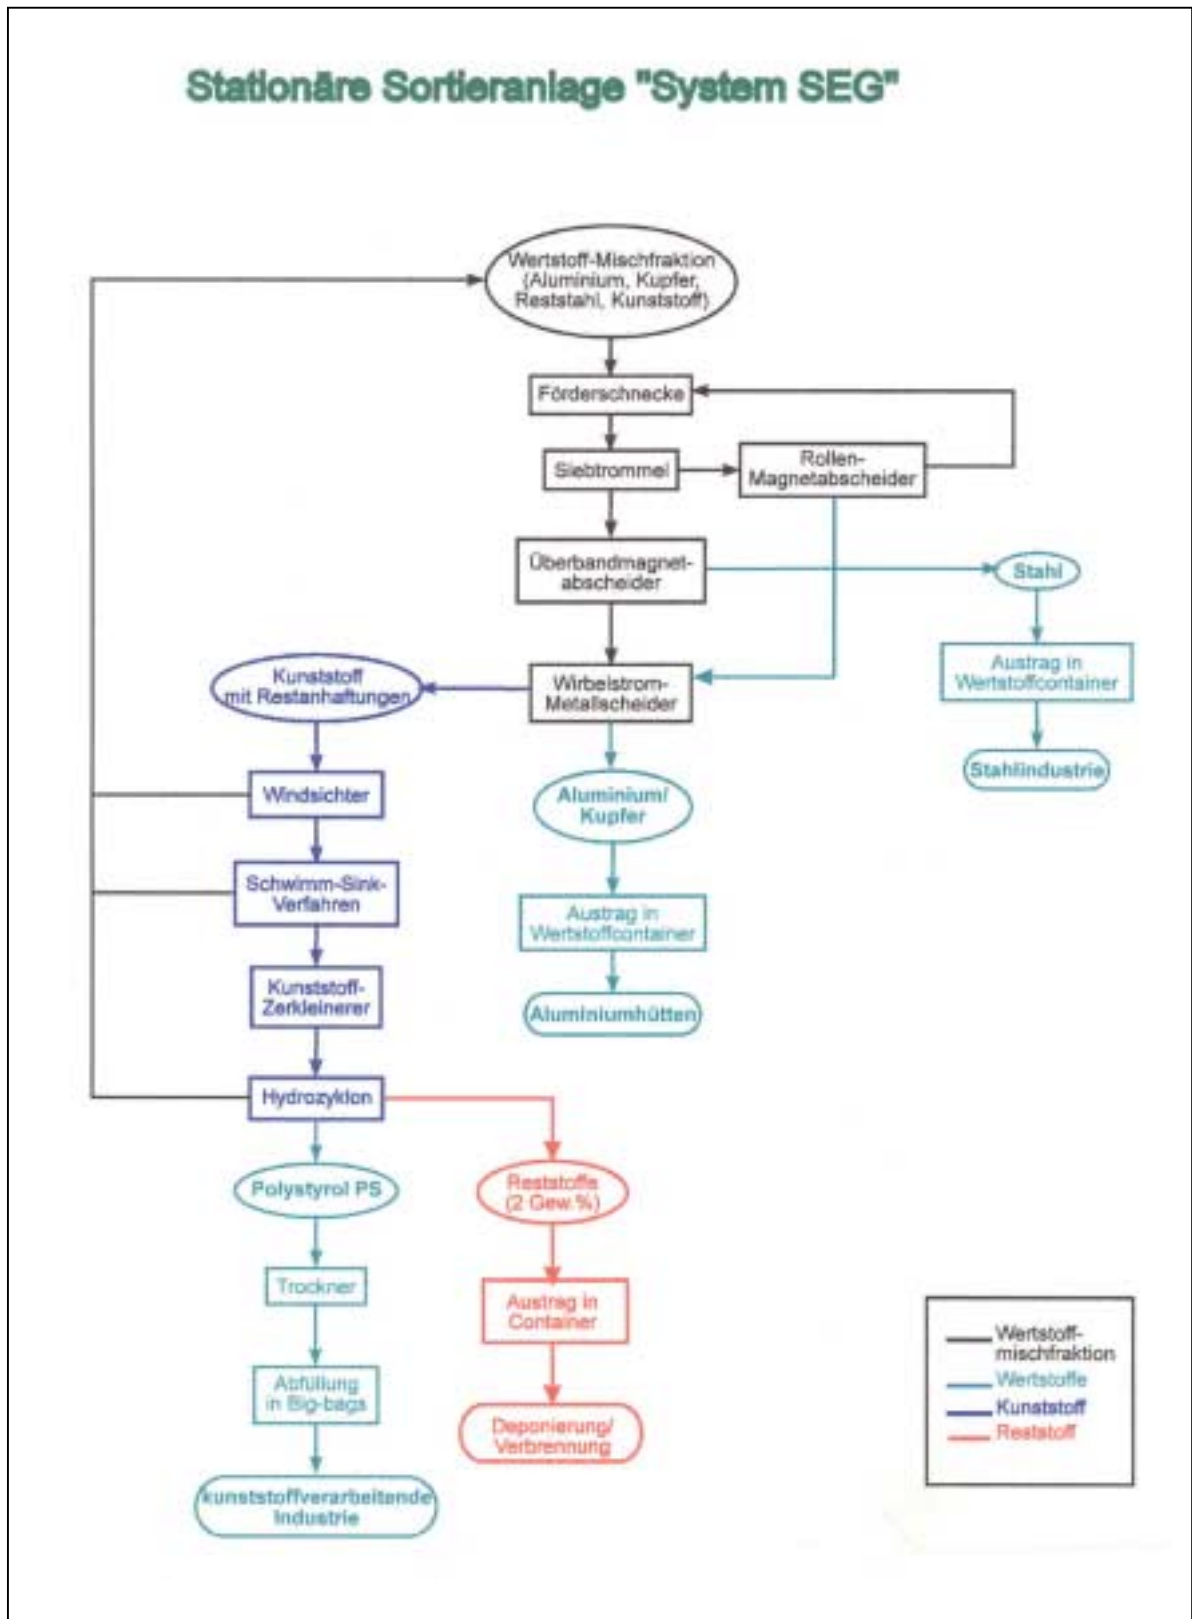 Stationäre Sortieranlage "System SEG"
Wertstoff-Mischfraktion
(Aluminium, Kupfer,
Reststahl, Kunststoff)
Förderschnecke
Siebtrommel
Rollen-
Magnetabscheider
Überbandmagnet-
abscheider
Stahl
Austrag in
Wertstoffcontainer
Stahlindustrie
Kunststoff
mit Restanhaftungen
Wirbelstrom-
Metallscheider
Windsichter
Aluminium/
Kupfer
Schwimm-Sink-
Verfahren
Austrag in
Wertstoffcontainer
Kunststoff-
Zerkleinerer
Aluminiumhütten
Hydrozyklon
Polystyrol PS
Reststoffe
(2 Gew.%)
Trockner
Austrag in
Container
Abfüllung
in Big-bags
Deponierung/
Verbrennung
kunststoffverarbeitende
Industrie
Wertstoff-
mischfraktion
Wertstoffe
Kunststoff
Reststoff